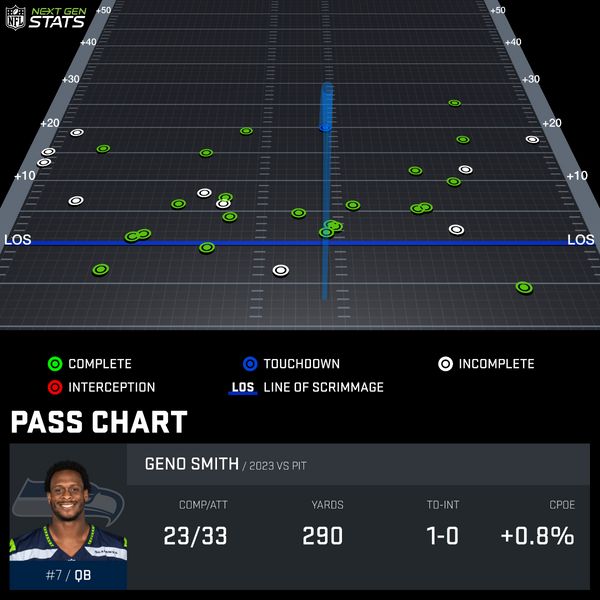 NFL NEXT GEN STATS
+50 +50
+40 +40
+30 +30
+20 +20
+10 +10
LOS LOS
COMPLETE TOUCHDOWN INCOMPLETE
INTERCEPTION LOS LINE OF SCRIMMAGE
PASS CHART
GENO SMITH / 2023 VS PIT
COMP/ATT YARDS TD-INT CPOE
23/33 290 1-0 +0.8%
#7 / QB